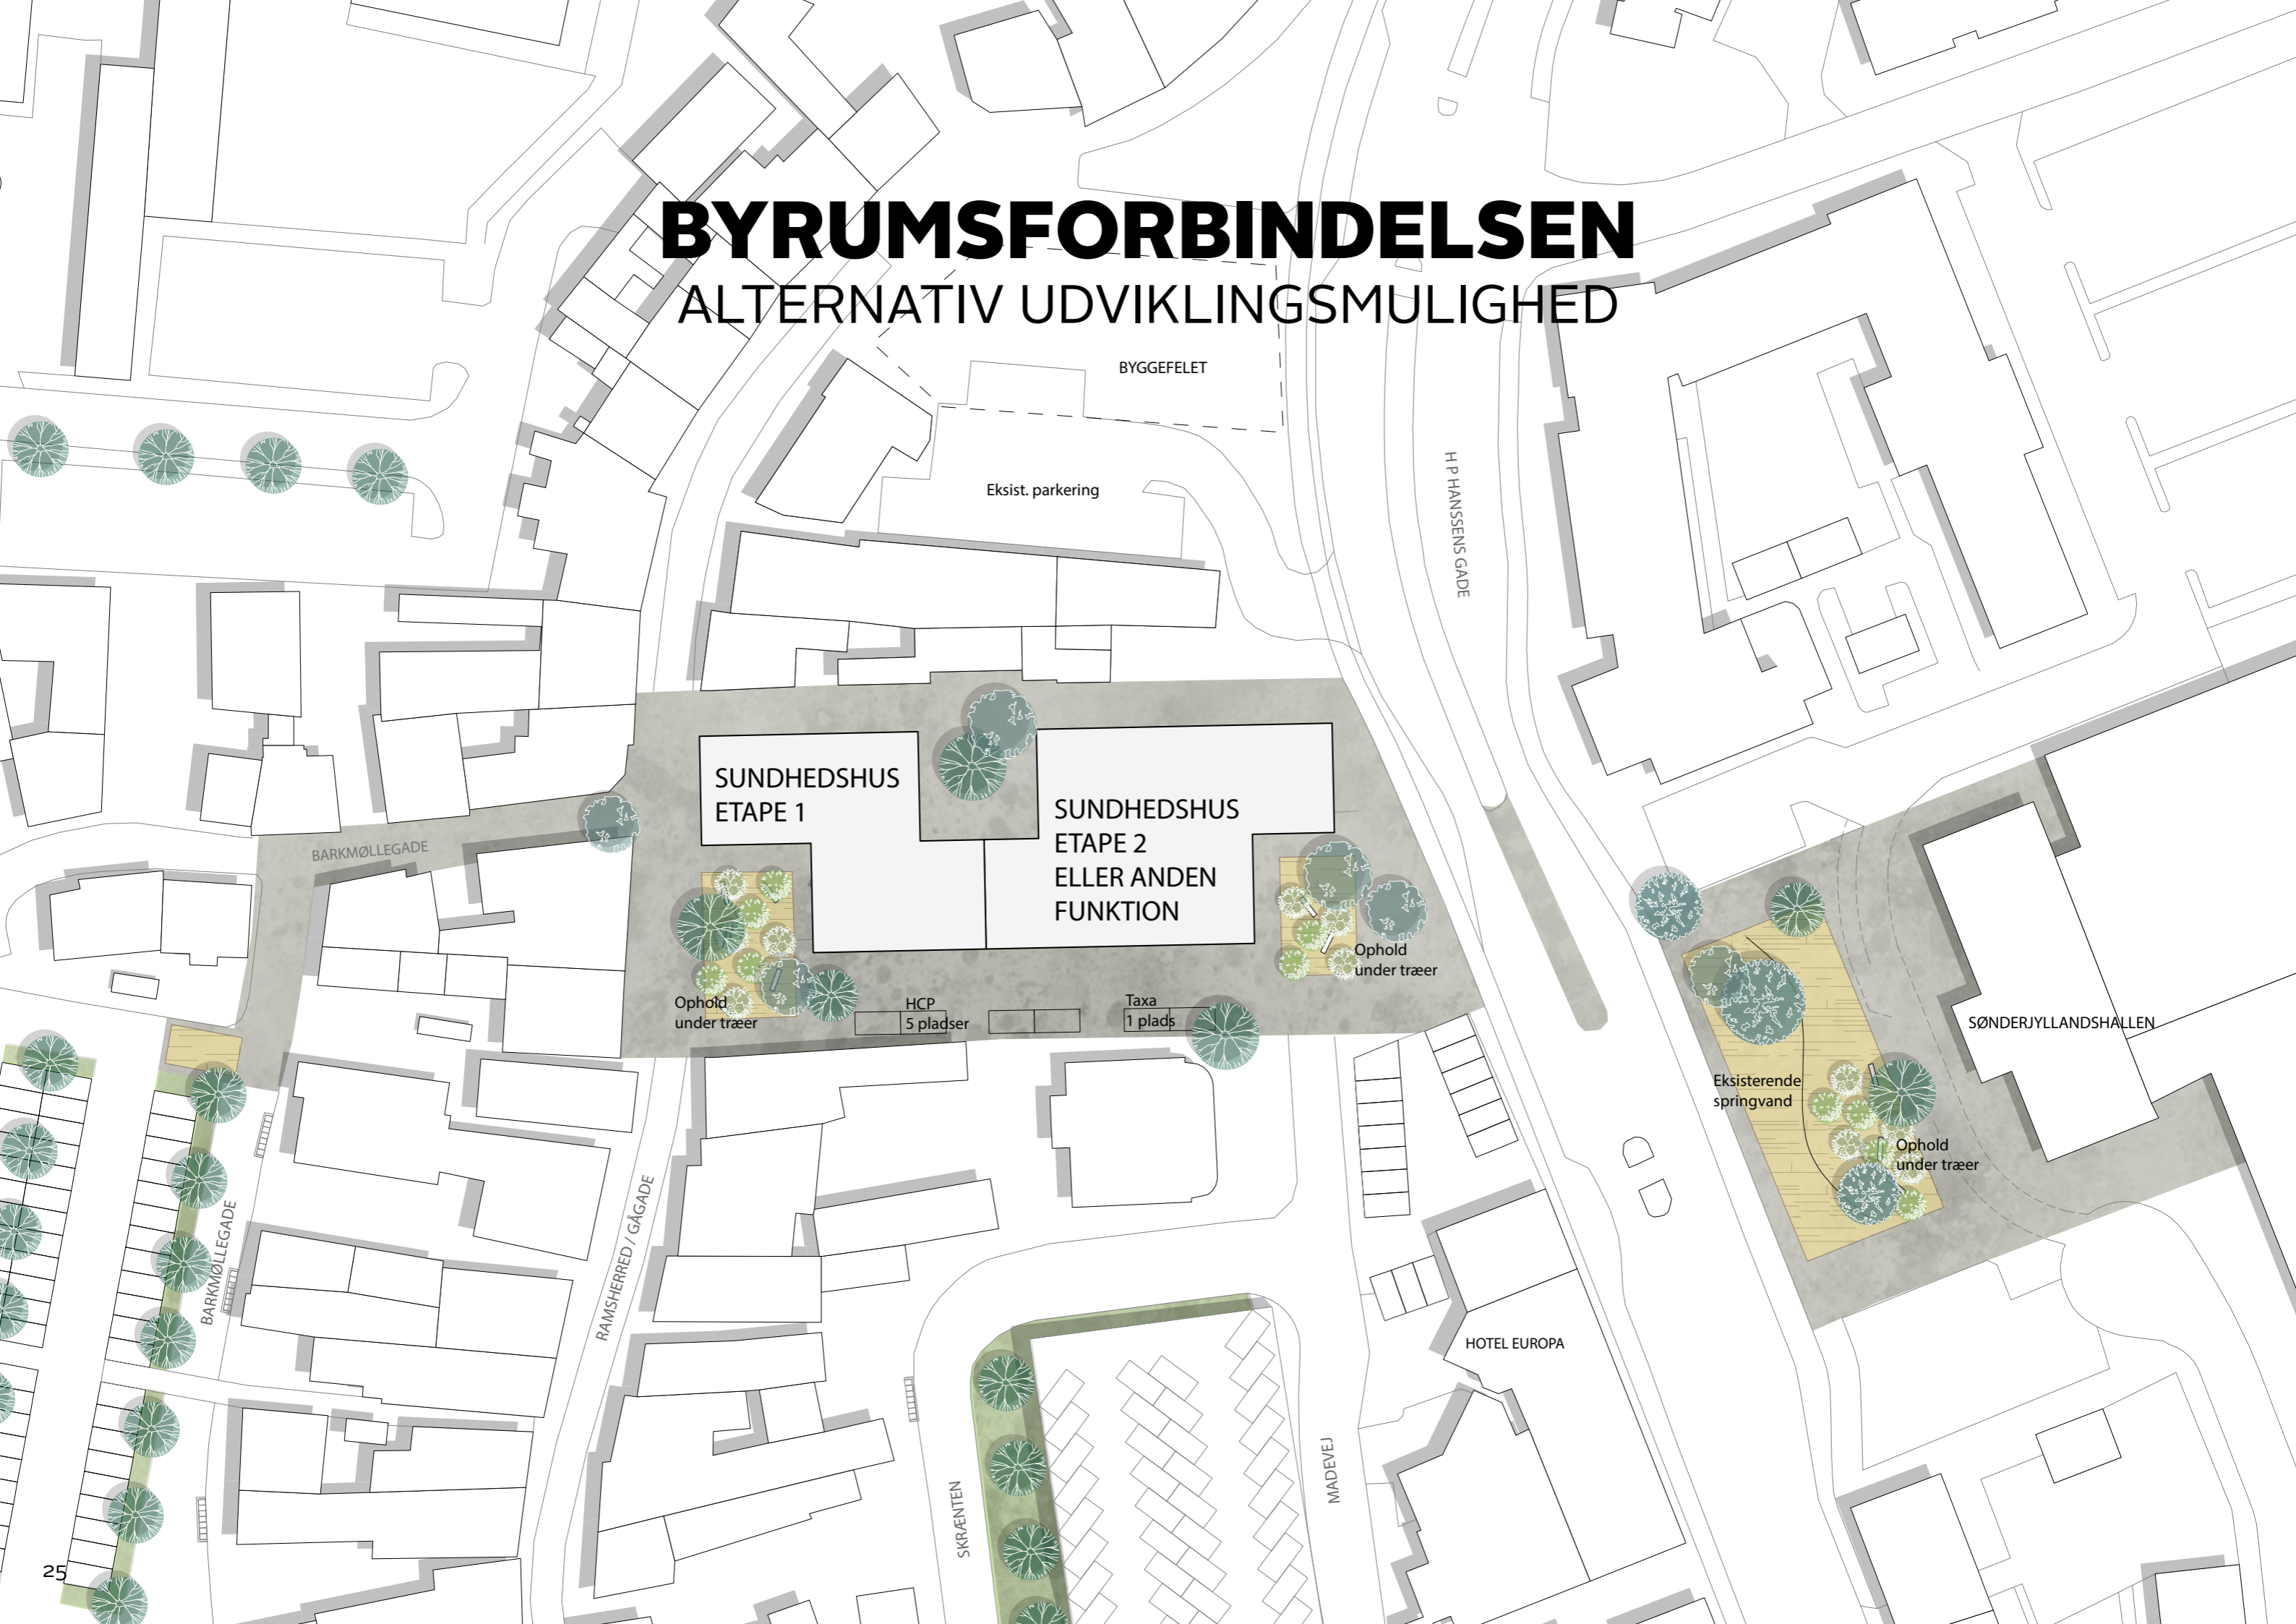 BYRUMSFORBINDELSEN
ALTERNATIV UDVIKLINGSMULIGHED
BYGGEFELET
Eksist. parkering
H P HANSSENS GADE
SUNDHEDSHUS
ETAPE 1
SUNDHEDSHUS
ETAPE 2
ELLER ANDEN
FUNKTION
BARKMØLLEGADE
Ophold
under træer
Ophold
under træer
HCP
5 pladser
Taxa
1 plads
SØNDERJYLLANDSHALLEN
Eksisterende
springvand
Ophold
under træer
BARKMØLLEGADE
RAMSHERRED / GÅGADE
HOTEL EUROPA
SKRÆNTEN
MADEVEJ
25